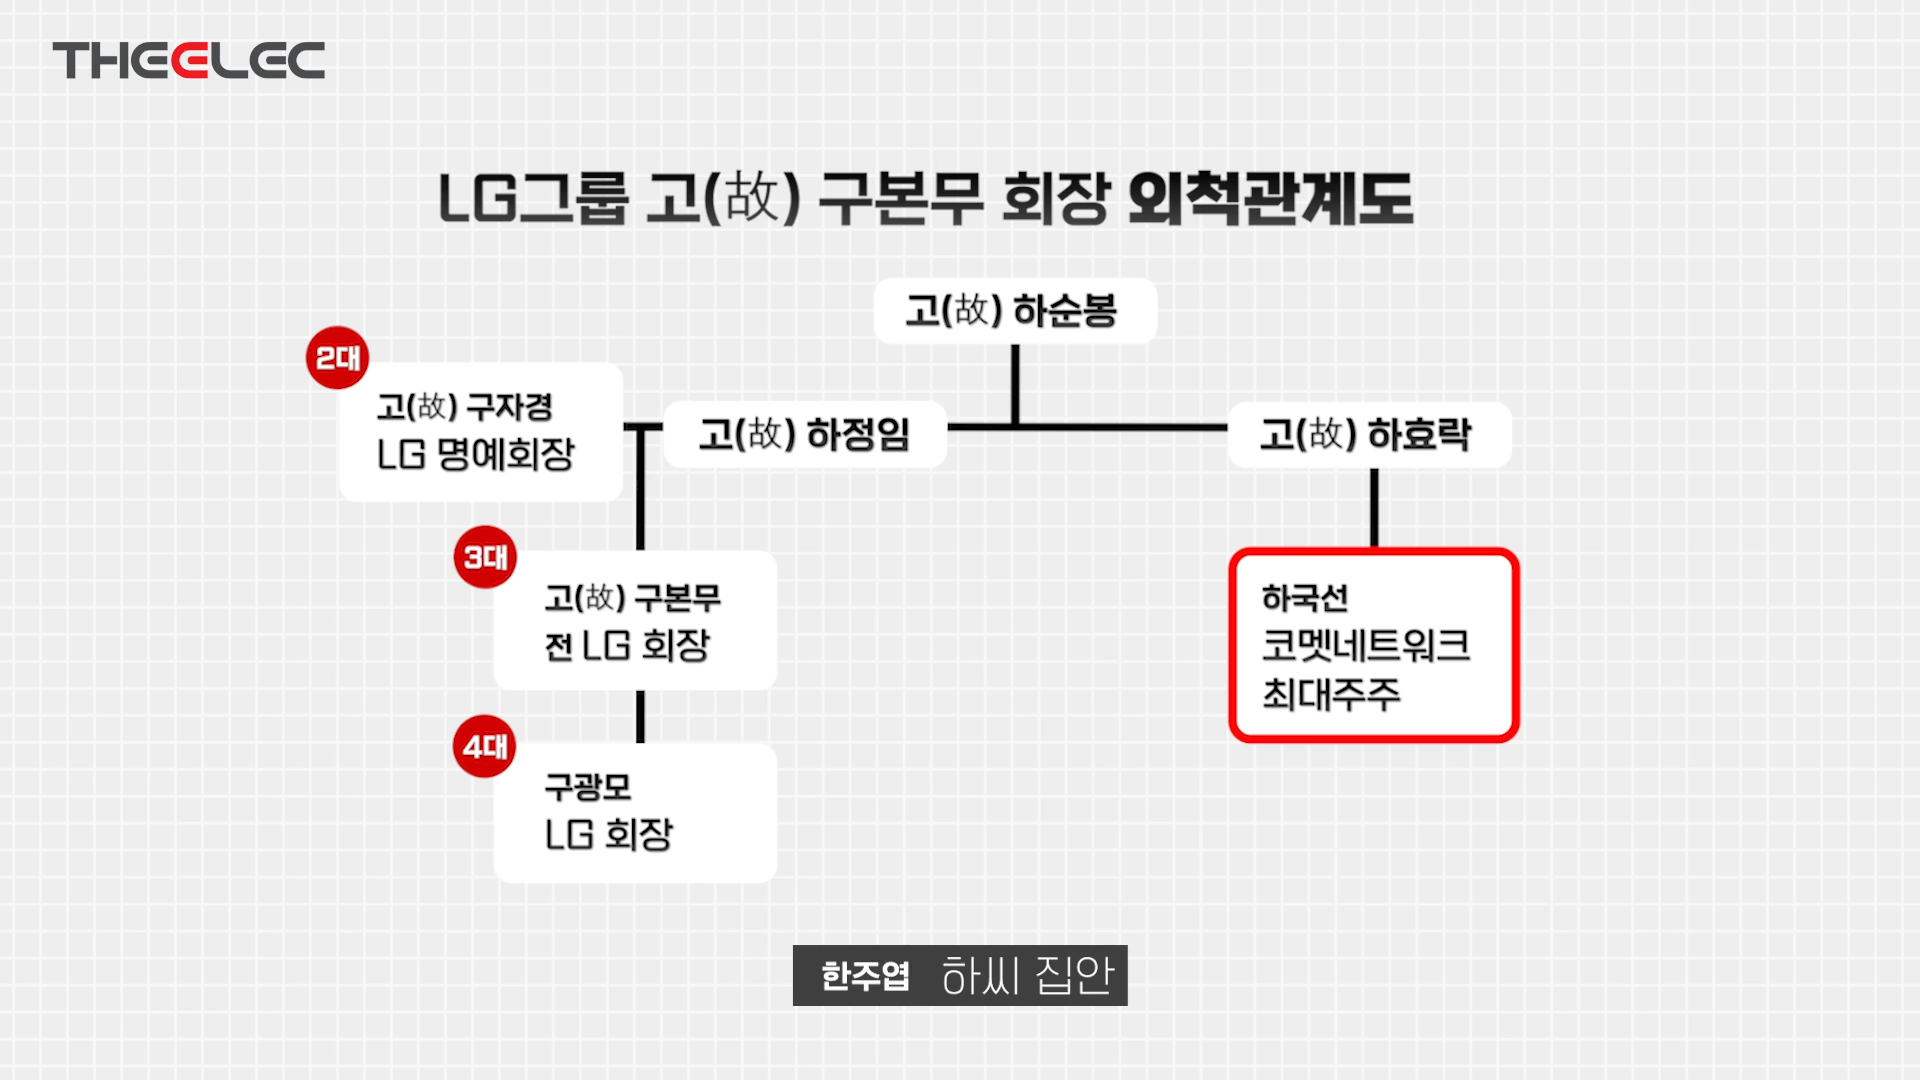 THEELEC
LG그룹 고(故) 구본무 회장 외척관계도
고(故) 하순봉
2대
고(故) 구자경
LG 명예회장
고(故) 하정임
고(故) 하효락
3대
고(故) 구본무
전 LG 회장
하국선
코멧네트워크
최대주주
4대
구광모
LG 회장
한주엽 하씨 집안